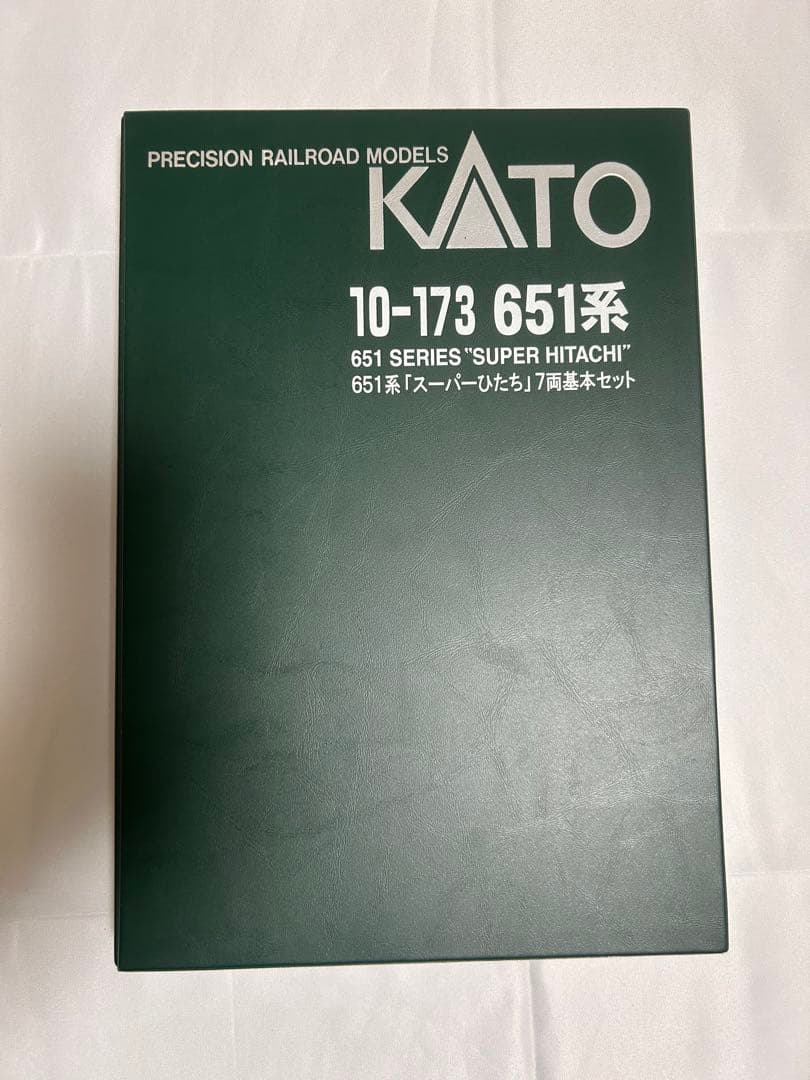 PRECISION RAILROAD MODELS
KATO
10-173 651系
651 SERIES "SUPER HITACHI"
651系「スーパーひたち」7両基本セット